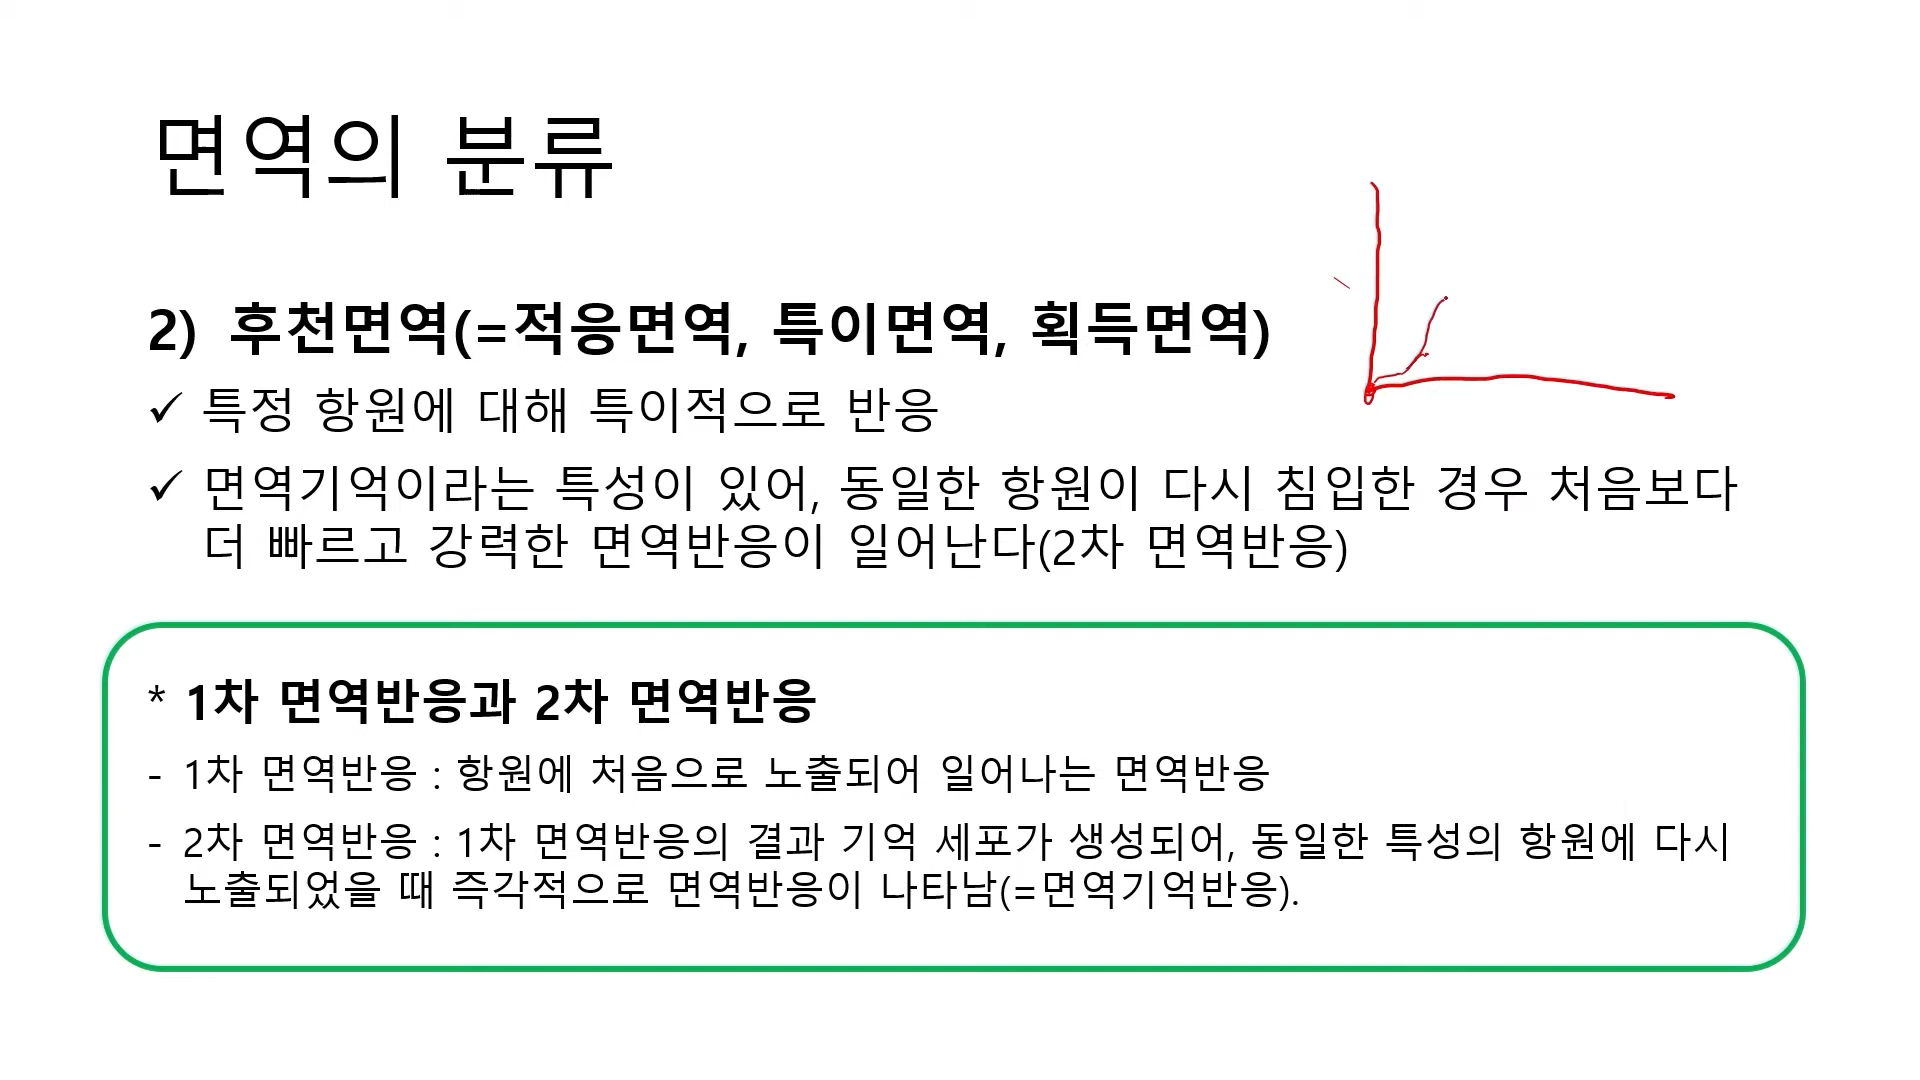 면역의 분류
2) 후천면역(=적응면역, 특이면역, 획득면역)
✓ 특정 항원에 대해 특이적으로 반응
✓ 면역기억이라는 특성이 있어, 동일한 항원이 다시 침입한 경우 처음보다
더 빠르고 강력한 면역반응이 일어난다(2차 면역반응)
* 1차 면역반응과 2차 면역반응
- 1차 면역반응 : 항원에 처음으로 노출되어 일어나는 면역반응
- 2차 면역반응 : 1차 면역반응의 결과 기억 세포가 생성되어, 동일한 특성의 항원에 다시
노출되었을 때 즉각적으로 면역반응이 나타남(=면역기억반응).